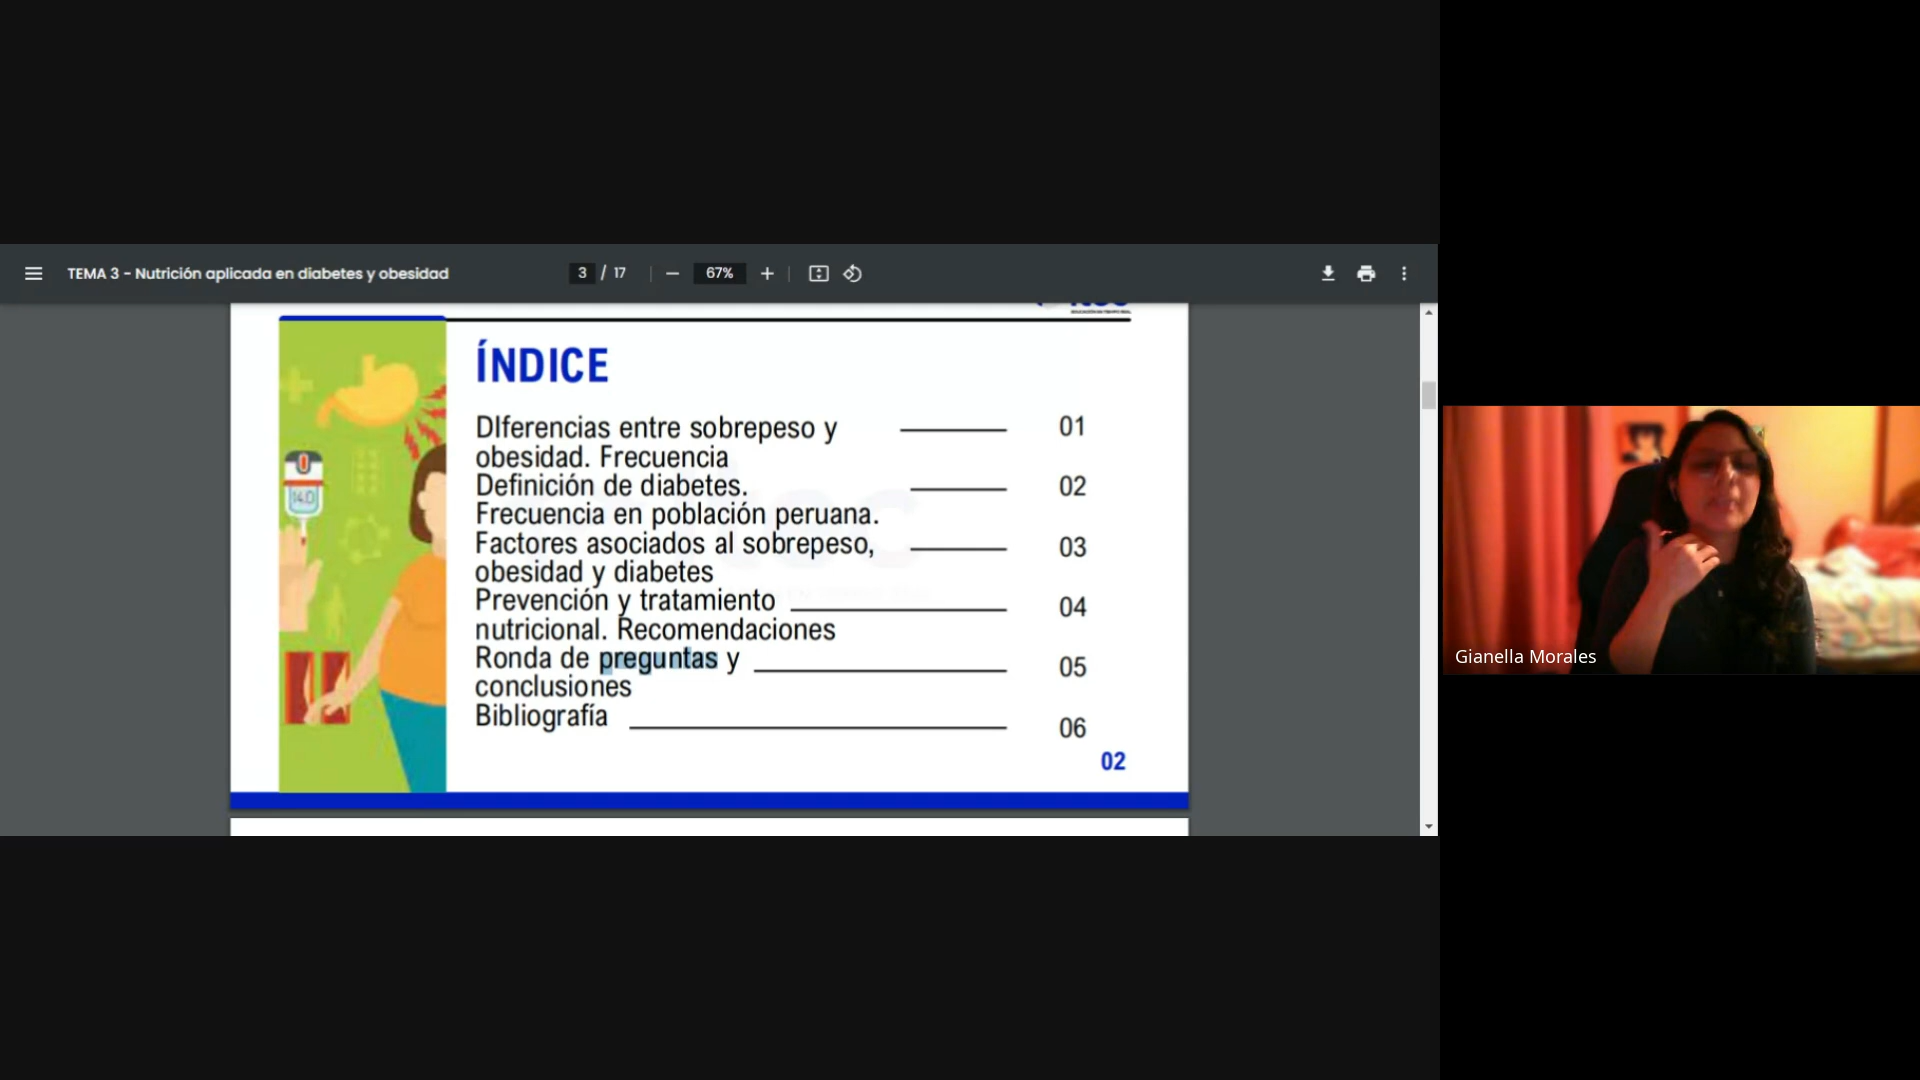 TEMA 3 - Nutrición aplicada en diabetes y obesidad
3 / 17
67%
ÍNDICE
DIferencias entre sobrepeso y 01
obesidad. Frecuencia
Definición de diabetes. 02
Frecuencia en población peruana.
Factores asociados al sobrepeso, 03
obesidad y diabetes
Prevención y tratamiento 04
nutricional. Recomendaciones
Ronda de preguntas y 05
conclusiones
Bibliografía 06
02
14.0
Gianella Morales